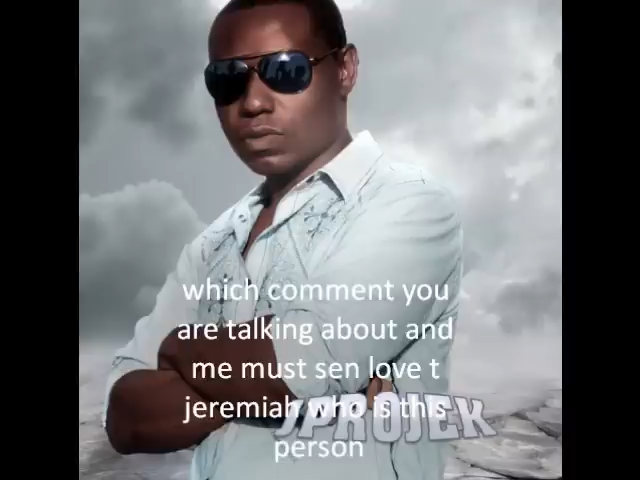 which comment you
are talking about and
me must sen love t
jeremiah who is this
JPROJEK
person